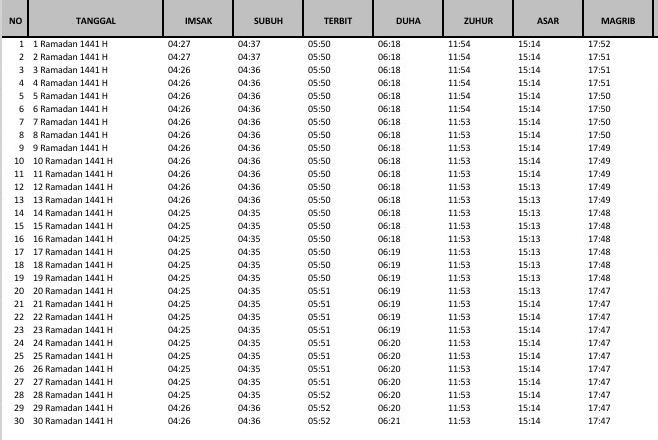 NO TANGGAL IMSAK SUBUH TERBIT DUHA ZUHUR ASAR MAGRIB
1 1 Ramadan 1441 H 04:27 04:37 05:50 06:18 11:54 15:14 17:52
2 2 Ramadan 1441 H 04:27 04:37 05:50 06:18 11:54 15:14 17:51
3 3 Ramadan 1441 H 04:26 04:36 05:50 06:18 11:54 15:14 17:51
4 4 Ramadan 1441 H 04:26 04:36 05:50 06:18 11:54 15:14 17:51
5 5 Ramadan 1441 H 04:26 04:36 05:50 06:18 11:54 15:14 17:50
6 6 Ramadan 1441 H 04:26 04:36 05:50 06:18 11:54 15:14 17:50
7 7 Ramadan 1441 H 04:26 04:36 05:50 06:18 11:53 15:14 17:50
8 8 Ramadan 1441 H 04:26 04:36 05:50 06:18 11:53 15:14 17:50
9 9 Ramadan 1441 H 04:26 04:36 05:50 06:18 11:53 15:14 17:49
10 10 Ramadan 1441 H 04:26 04:36 05:50 06:18 11:53 15:14 17:49
11 11 Ramadan 1441 H 04:26 04:36 05:50 06:18 11:53 15:14 17:49
12 12 Ramadan 1441 H 04:26 04:36 05:50 06:18 11:53 15:13 17:49
13 13 Ramadan 1441 H 04:26 04:36 05:50 06:18 11:53 15:13 17:49
14 14 Ramadan 1441 H 04:25 04:35 05:50 06:18 11:53 15:13 17:48
15 15 Ramadan 1441 H 04:25 04:35 05:50 06:18 11:53 15:13 17:48
16 16 Ramadan 1441 H 04:25 04:35 05:50 06:18 11:53 15:13 17:48
17 17 Ramadan 1441 H 04:25 04:35 05:50 06:19 11:53 15:13 17:48
18 18 Ramadan 1441 H 04:25 04:35 05:50 06:19 11:53 15:13 17:48
19 19 Ramadan 1441 H 04:25 04:35 05:50 06:19 11:53 15:13 17:48
20 20 Ramadan 1441 H 04:25 04:35 05:51 06:19 11:53 15:13 17:47
21 21 Ramadan 1441 H 04:25 04:35 05:51 06:19 11:53 15:14 17:47
22 22 Ramadan 1441 H 04:25 04:35 05:51 06:19 11:53 15:14 17:47
23 23 Ramadan 1441 H 04:25 04:35 05:51 06:19 11:53 15:14 17:47
24 24 Ramadan 1441 H 04:25 04:35 05:51 06:20 11:53 15:14 17:47
25 25 Ramadan 1441 H 04:25 04:35 05:51 06:20 11:53 15:14 17:47
26 26 Ramadan 1441 H 04:25 04:35 05:51 06:20 11:53 15:14 17:47
27 27 Ramadan 1441 H 04:25 04:35 05:51 06:20 11:53 15:14 17:47
28 28 Ramadan 1441 H 04:25 04:35 05:52 06:20 11:53 15:14 17:47
29 29 Ramadan 1441 H 04:26 04:36 05:52 06:20 11:53 15:14 17:47
30 30 Ramadan 1441 H 04:26 04:36 05:52 06:21 11:53 15:14 17:47